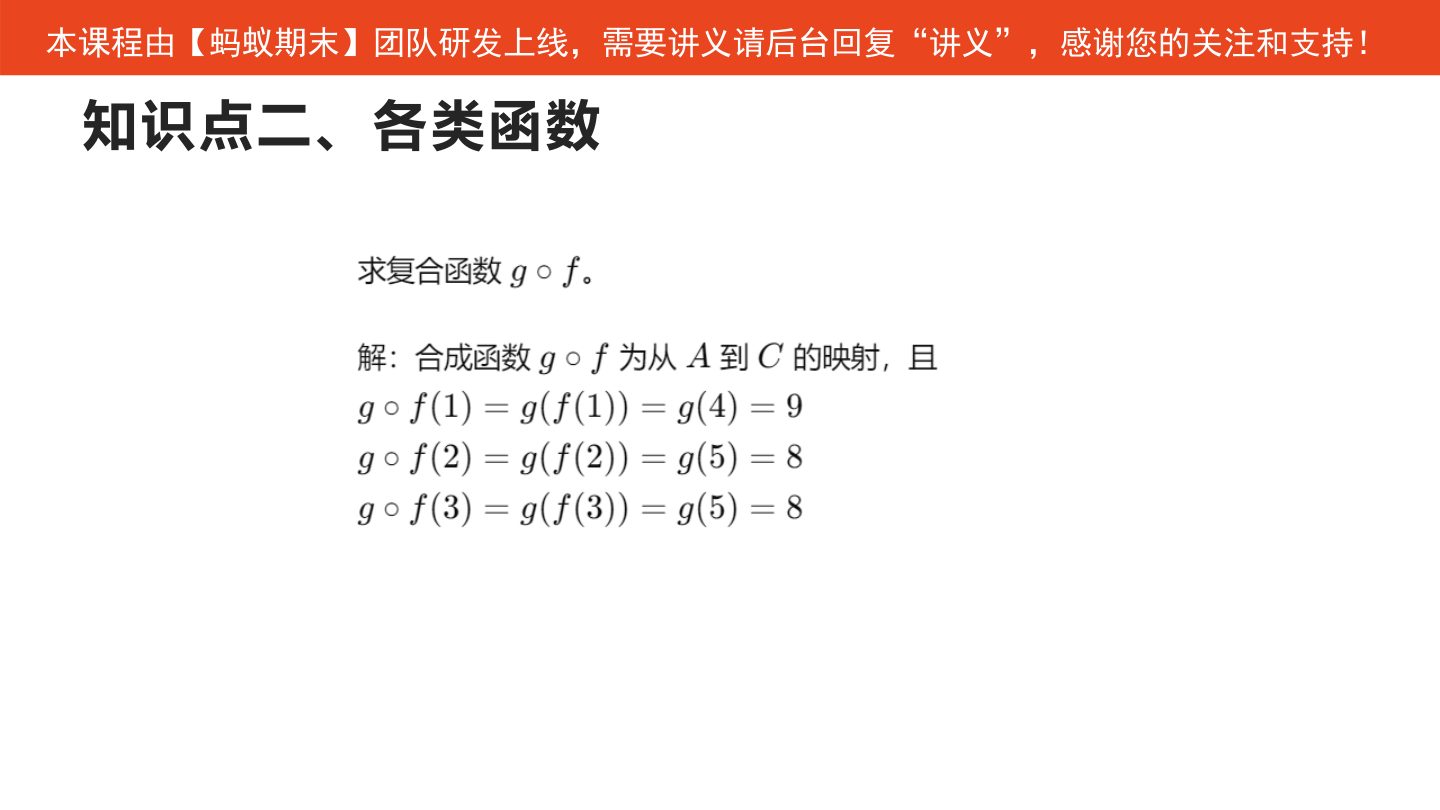 本课程由【蚂蚁期末】团队研发上线，需要讲义请后台回复“讲义”，感谢您的关注和支持！
知识点二、各类函数
求复合函数 g ∘ f。
解：合成函数 g ∘ f 为从 A 到 C 的映射，且
g ∘ f(1) = g(f(1)) = g(4) = 9
g ∘ f(2) = g(f(2)) = g(5) = 8
g ∘ f(3) = g(f(3)) = g(5) = 8